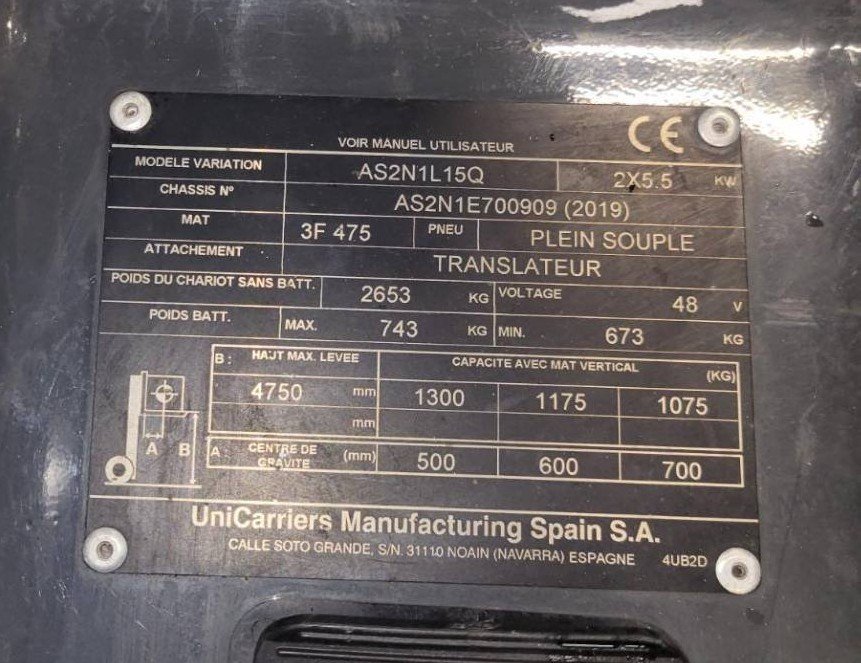 VOIR MANUEL UTILISATEUR CE
MODELE VARIATION AS2N1L15Q 2X5.5 KW
CHASSIS Nº AS2N1E700909 (2019)
MAT 3F 475 PNEU PLEIN SOUPLE
ATTACHEMENT TRANSLATEUR
POIDS DU CHARIOT SANS BATT. 2653 KG VOLTAGE 48 V
POIDS BATT. MAX. 743 KG MIN. 673 KG
B : HAUT MAX. LEVEE CAPACITE AVEC MAT VERTICAL (KG)
4750 mm 1300 1175 1075
mm
A B A : CENTRE DE GRAVITE (mm) 500 600 700
UniCarriers Manufacturing Spain S.A.
CALLE SOTO GRANDE, S/N. 31110 NOAIN (NAVARRA) ESPAGNE 4UB2D